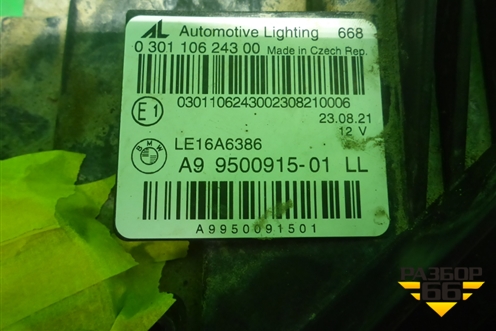 AL Automotive Lighting 668
0 301 106 243 00 Made in Czech Rep.
0301106243002308210006
E1
23.08.21
12 V
BMW
LE16A6386
A9 9500915-01 LL
A9950091501
РАЗБОР
66